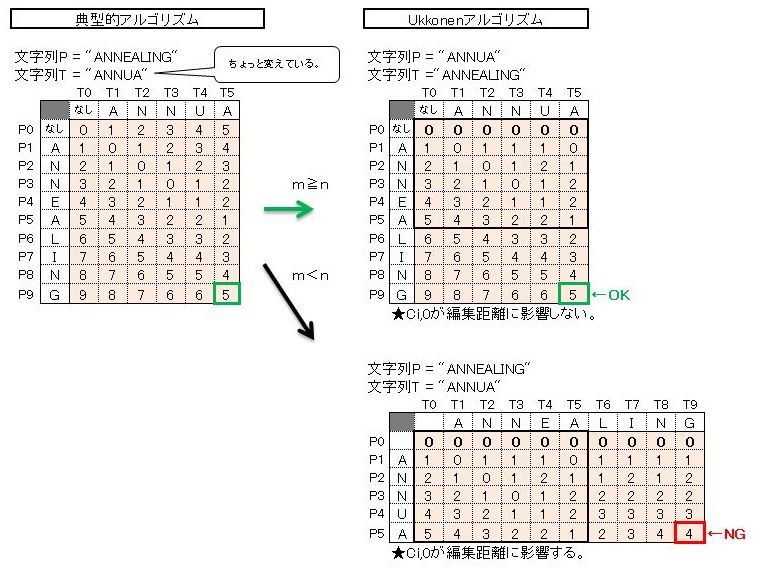 典型的アルゴリズム
文字列P = “ANNEALING“
文字列T = “ANNUA“
ちょっと変えている。
T0 T1 T2 T3 T4 T5
なし A N N U A
P0 なし 0 1 2 3 4 5
P1 A 1 0 1 2 3 4
P2 N 2 1 0 1 2 3
P3 N 3 2 1 0 1 2
P4 E 4 3 2 1 1 2
P5 A 5 4 3 2 2 1
P6 L 6 5 4 3 3 2
P7 I 7 6 5 4 4 3
P8 N 8 7 6 5 5 4
P9 G 9 8 7 6 6 5
m≧n
m<n
Ukkonenアルゴリズム
文字列P = “ANNUA“
文字列T =“ANNEALING“
T0 T1 T2 T3 T4 T5
なし A N N U A
P0 なし 0 0 0 0 0 0
P1 A 1 0 1 1 1 0
P2 N 2 1 0 1 2 1
P3 N 3 2 1 0 1 2
P4 E 4 3 2 1 1 2
P5 A 5 4 3 2 2 1
P6 L 6 5 4 3 3 2
P7 I 7 6 5 4 4 3
P8 N 8 7 6 5 5 4
P9 G 9 8 7 6 6 5 ←OK
★Ci,0が編集距離に影響しない。
文字列P = “ANNEALING“
文字列T = “ANNUA“
T0 T1 T2 T3 T4 T5 T6 T7 T8 T9
A N N E A L I N G
P0 0 0 0 0 0 0 0 0 0 0
P1 A 1 0 1 1 1 0 1 1 1 1
P2 N 2 1 0 1 2 1 1 2 1 2
P3 N 3 2 1 0 1 2 2 2 2 2
P4 U 4 3 2 1 1 2 3 3 3 3
P5 A 5 4 3 2 2 1 2 3 4 4 ←NG
★Ci,0が編集距離に影響する。